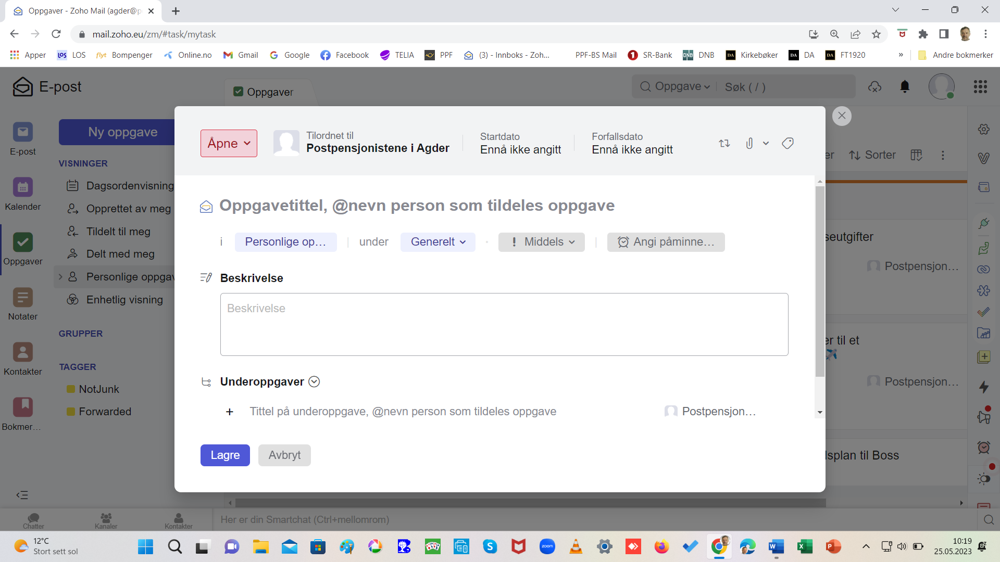 Oppgaver - Zoho Mail (agder@p
mail.zoho.eu/zm/#task/mytask
Apper LOS Bompenger Online.no Gmail Google Facebook TELIA PPF (3) - Innboks - Zoh... PPF-BS Mail SR-Bank DNB Kirkebøker DA FT1920 » Andre bokmerker
E-post
Oppgaver
Oppgave
Søk ( / )
E-post
Kalender
Oppgaver
Notater
Kontakter
Bokmer...
Ny oppgave
VISNINGER
Dagsordenvisning
Opprettet av meg
Tildelt til meg
Delt med meg
Personlige oppgav
Enhetlig visning
GRUPPER
TAGGER
NotJunk
Forwarded
Åpne
Tilordnet til
Postpensjonistene i Agder
Startdato
Ennå ikke angitt
Forfallsdato
Ennå ikke angitt
er Sorter
Oppgavetittel, @nevn person som tildeles oppgave
i Personlige op... under Generelt Middels Angi påminne...
Beskrivelse
Beskrivelse
Underoppgaver
+ Tittel på underoppgave, @nevn person som tildeles oppgave Postpensjon...
Lagre Avbryt
seutgifter
Postpensjon...
er til et
Postpensjon...
lsplan til Boss
Chatter Kanaler Kontakter
Her er din Smartchat (Ctrl+mellomrom)
12°C
Stort sett sol
zoom
10:19
25.05.2023